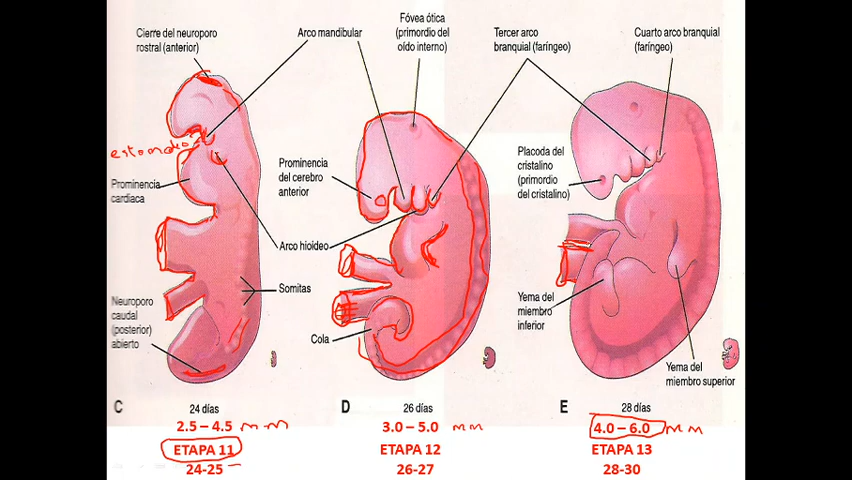 Cierre del neuroporo
rostral (anterior)
Arco mandibular
Fóvea ótica
(primordio del
oído interno)
Tercer arco
branquial (faríngeo)
Cuarto arco branquial
(faríngeo)
estomodeo
Prominencia
cardiaca
Prominencia
del cerebro
anterior
Placoda del
cristalino
(primordio
del cristalino)
Arco hioideo
Somitas
Neuroporo
caudal
(posterior)
abierto
Cola
Yema del
miembro
inferior
Yema del
miembro superior
C
24 días
2.5 – 4.5 mm
ETAPA 11
24-25
D
26 días
3.0 - 5.0 mm
ETAPA 12
26-27
E
28 días
4.0 – 6.0 mm
ETAPA 13
28-30